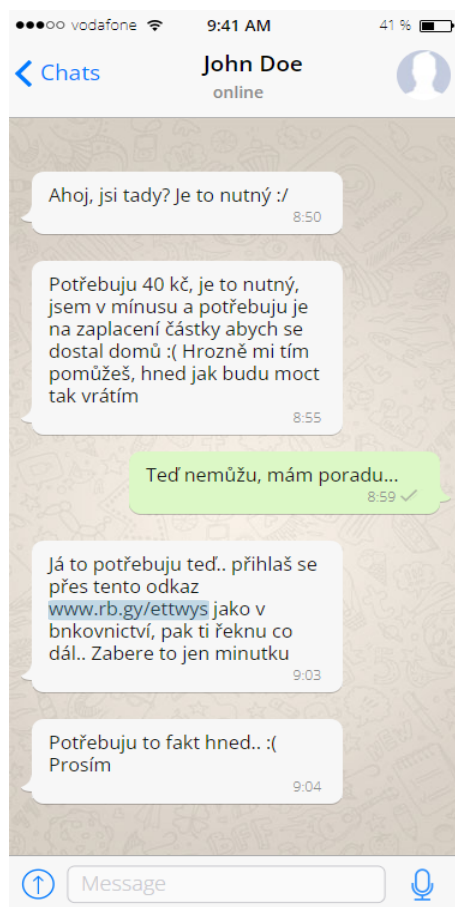 vodafone 9:41 AM 41 %
Chats John Doe
online
Ahoj, jsi tady? Je to nutný :/
8:50
Potřebuju 40 kč, je to nutný,
jsem v mínusu a potřebuju je
na zaplacení částky abych se
dostal domů :( Hrozně mi tím
pomůžeš, hned jak budu moct
tak vrátím
8:55
Teď nemůžu, mám poradu...
8:59
Já to potřebuju teď.. přihlaš se
přes tento odkaz
www.rb.gy/ettwys jako v
bnkovnictví, pak ti řeknu co
dál.. Zabere to jen minutku
9:03
Potřebuju to fakt hned.. :(
Prosím
9:04
Message